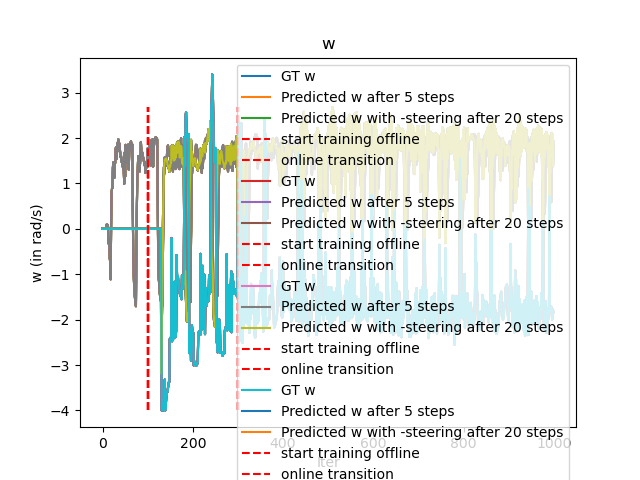 w
GT w
Predicted w after 5 steps
Predicted w with -steering after 20 steps
start training offline
online transition
GT w
Predicted w after 5 steps
Predicted w with -steering after 20 steps
start training offline
online transition
GT w
Predicted w after 5 steps
Predicted w with -steering after 20 steps
start training offline
online transition
GT w
Predicted w after 5 steps
Predicted w with -steering after 20 steps
start training offline
online transition
3
2
1
0
−1
−2
−3
−4
w (in rad/s)
0 200 400 600 800 1000
iter